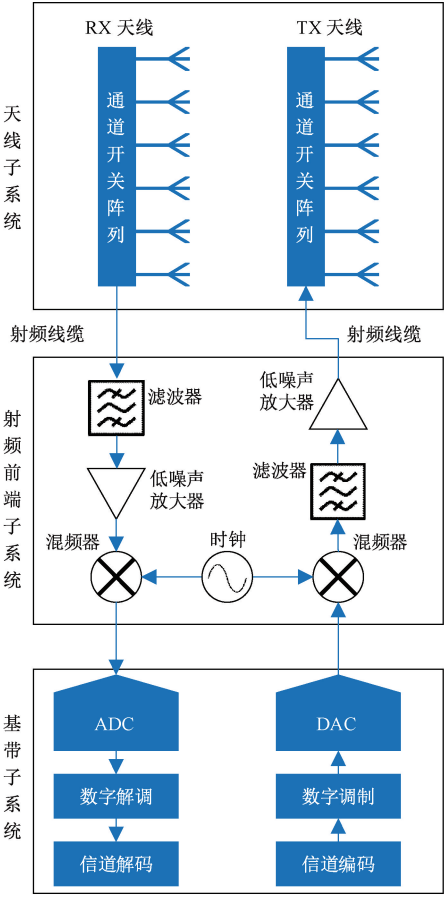 RX 天线
TX 天线
天线子系统
通道开关阵列
通道开关阵列
射频线缆
射频线缆
射频前端子系统
滤波器
低噪声
放大器
低噪声
放大器
滤波器
混频器
时钟
混频器
基带子系统
ADC
DAC
数字解调
数字调制
信道解码
信道编码